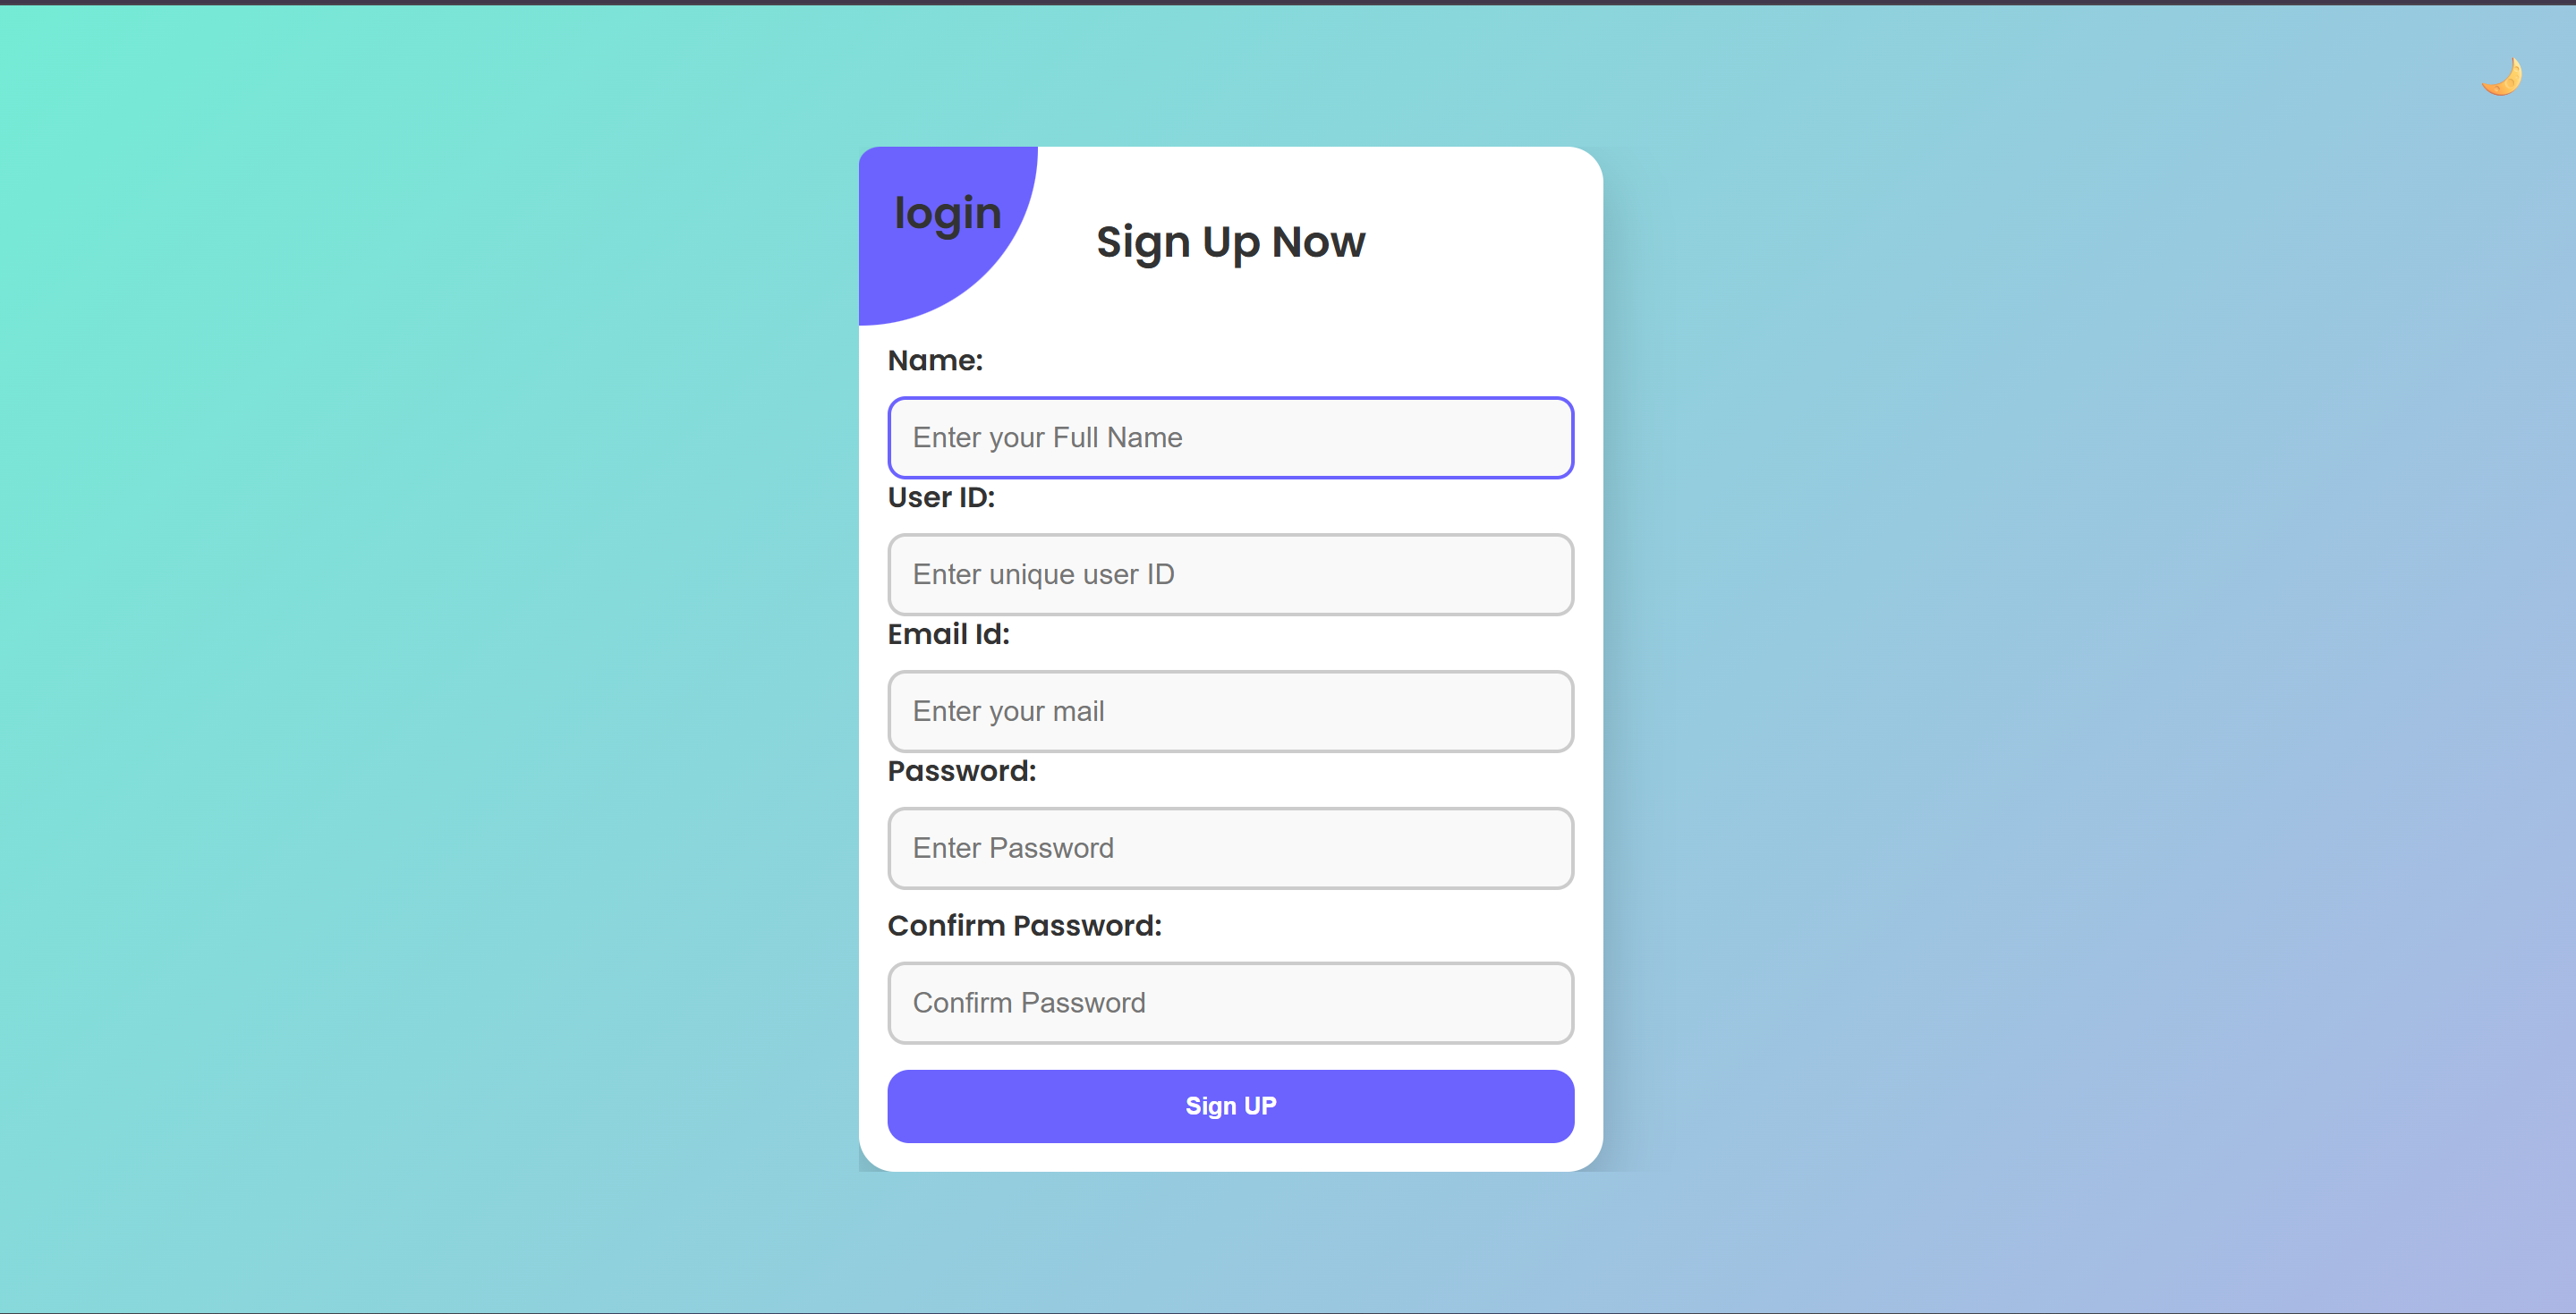 login
Sign Up Now
Name:
Enter your Full Name
User ID:
Enter unique user ID
Email Id:
Enter your mail
Password:
Enter Password
Confirm Password:
Confirm Password
Sign UP